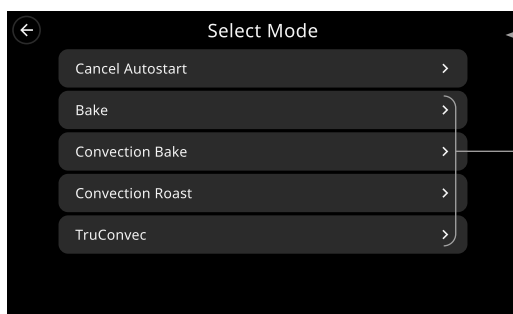 Select Mode
Cancel Autostart
Bake
Convection Bake
Convection Roast
TruConvec